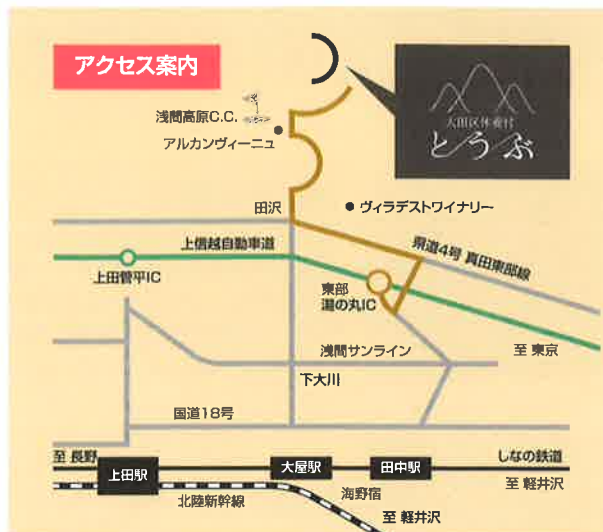 アクセス案内
大田区休養村
とうぶ
浅間高原C.C.
アルカンヴィーニュ
田沢
ヴィラデストワイナリー
上信越自動車道
県道4号 真田東部線
上田菅平IC
東部
湯の丸IC
浅間サンライン
至 東京
下大川
国道18号
至 長野
しなの鉄道
上田駅
大屋駅
田中駅
至 軽井沢
北陸新幹線
海野宿
至 軽井沢